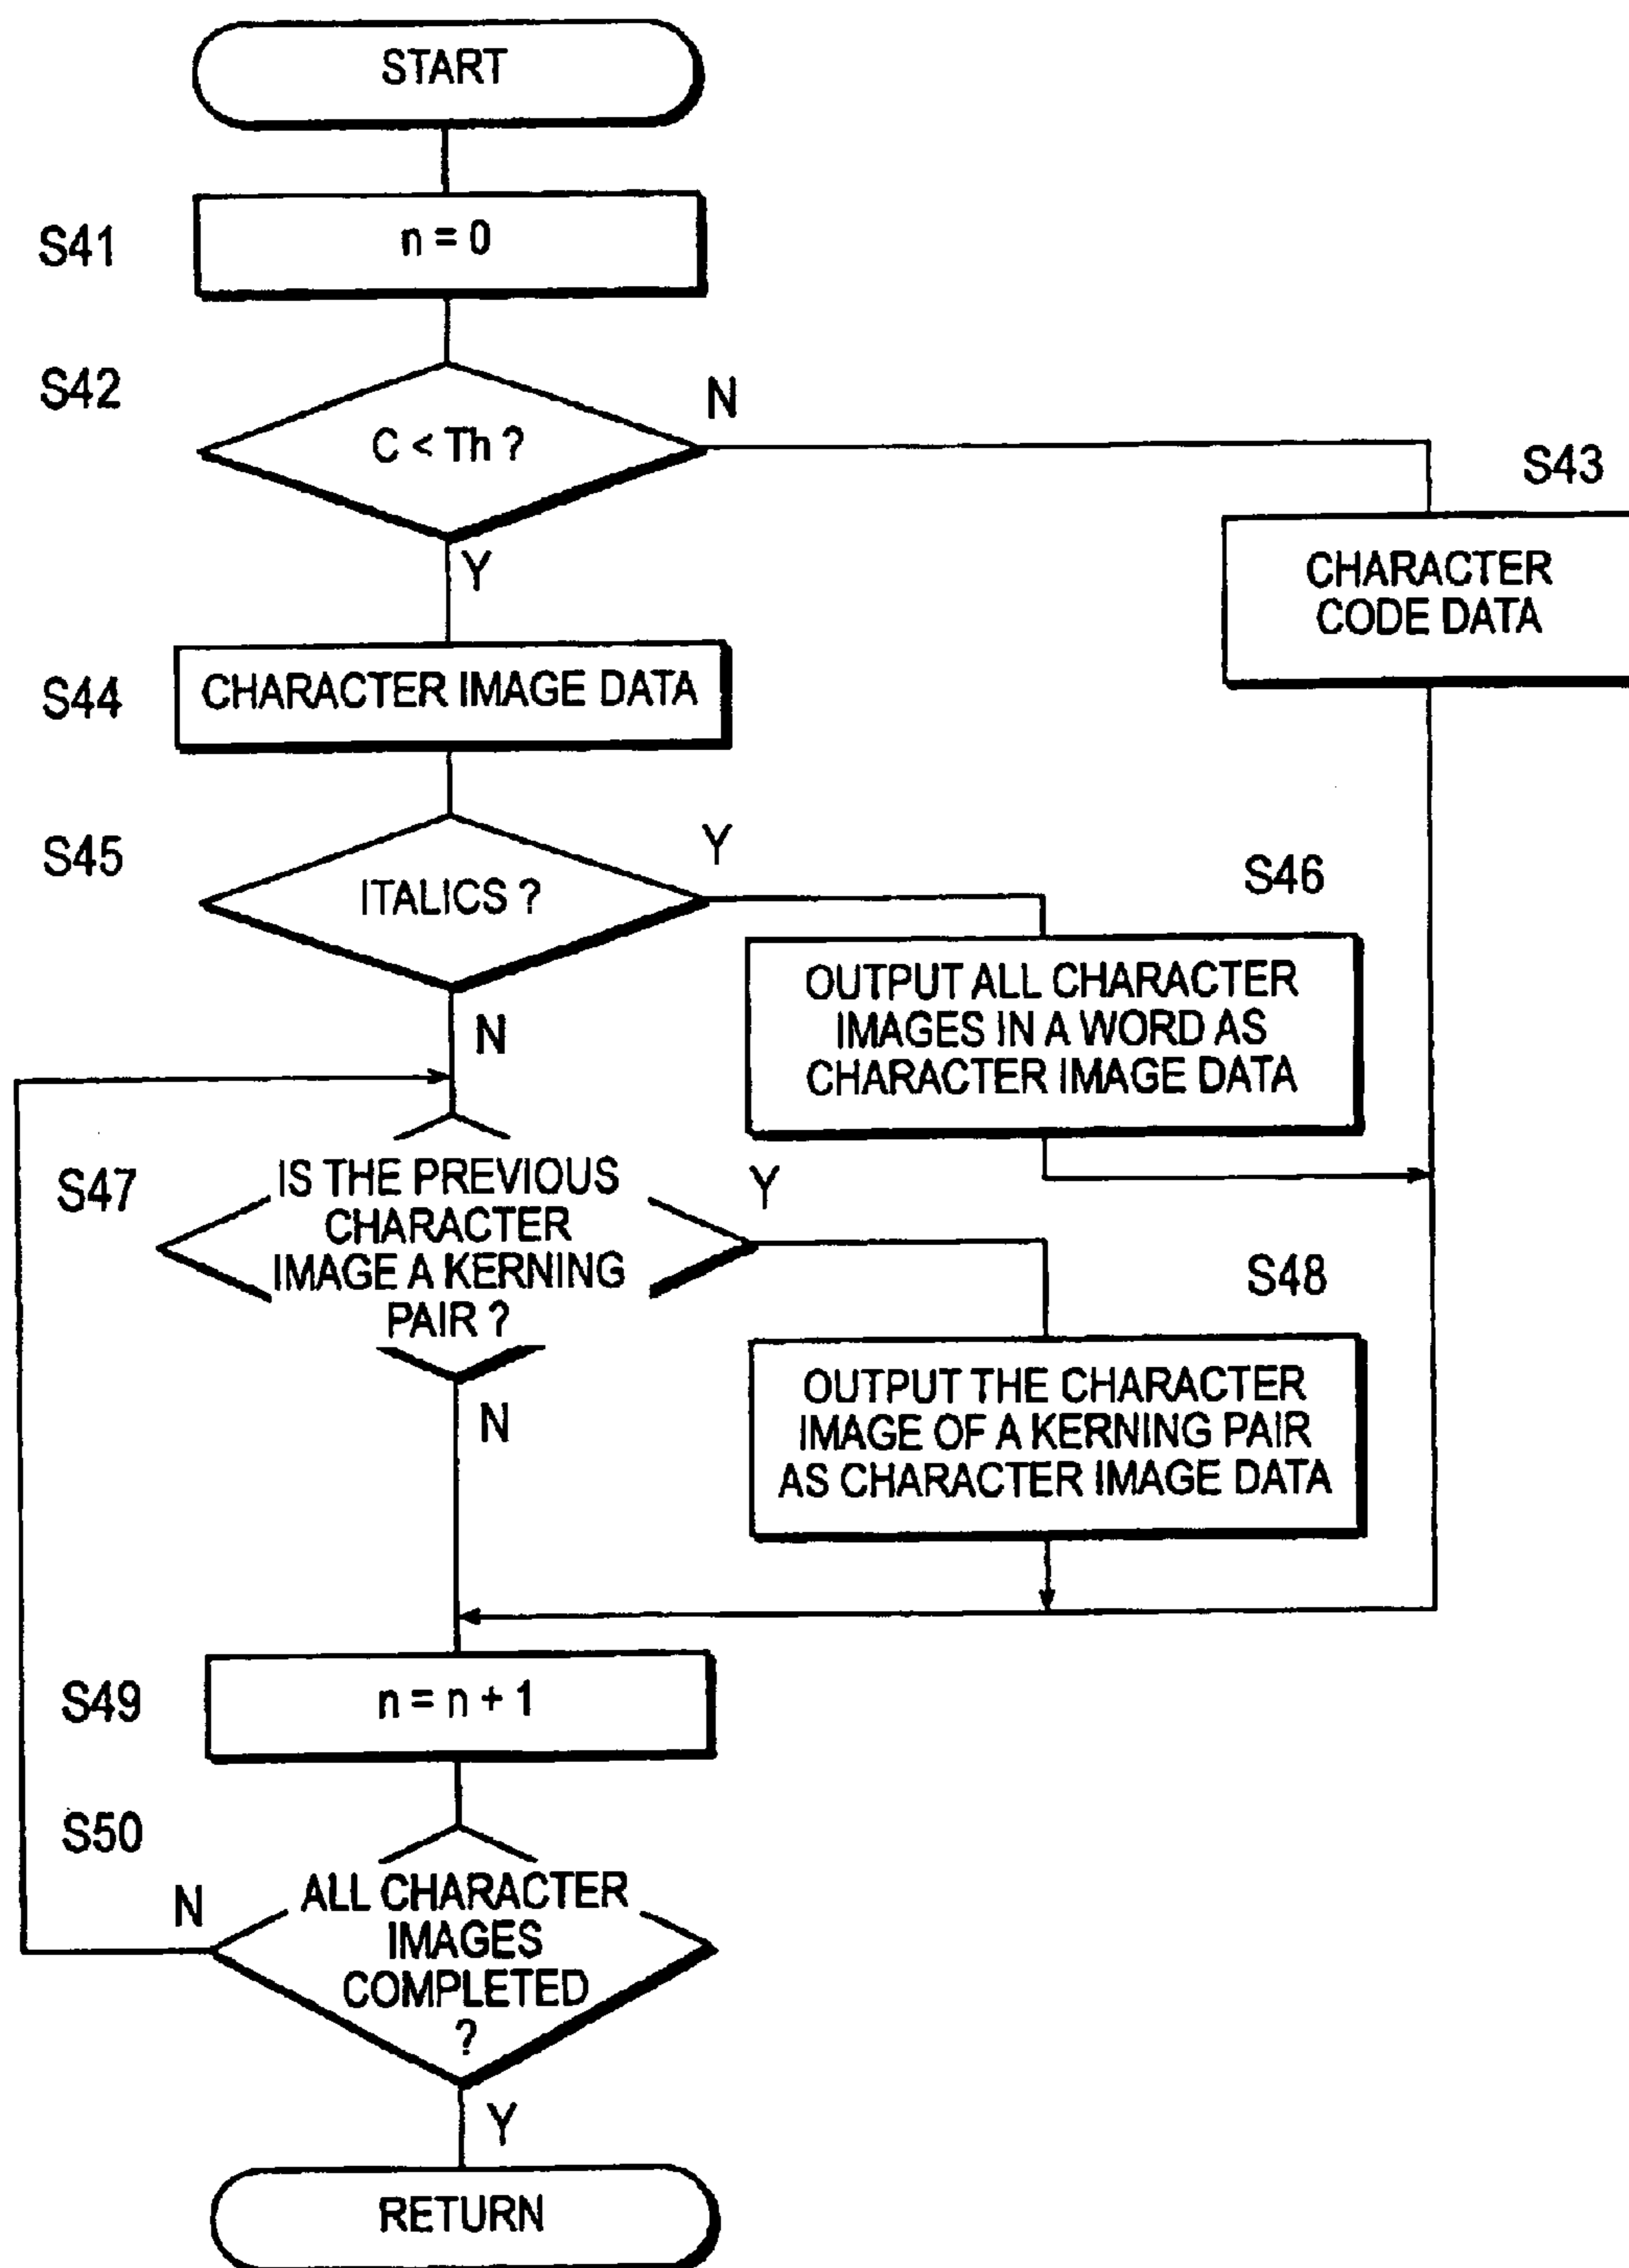 START
S41
n = 0
S42
C < Th ?
N
Y
S43
CHARACTER
CODE DATA
S44
CHARACTER IMAGE DATA
S45
ITALICS ?
Y
N
S46
OUTPUT ALL CHARACTER
IMAGES IN A WORD AS
CHARACTER IMAGE DATA
S47
IS THE PREVIOUS
CHARACTER
IMAGE A KERNING
PAIR ?
Y
N
S48
OUTPUT THE CHARACTER
IMAGE OF A KERNING PAIR
AS CHARACTER IMAGE DATA
S49
n = n + 1
S50
ALL CHARACTER
IMAGES
COMPLETED
?
N
Y
RETURN